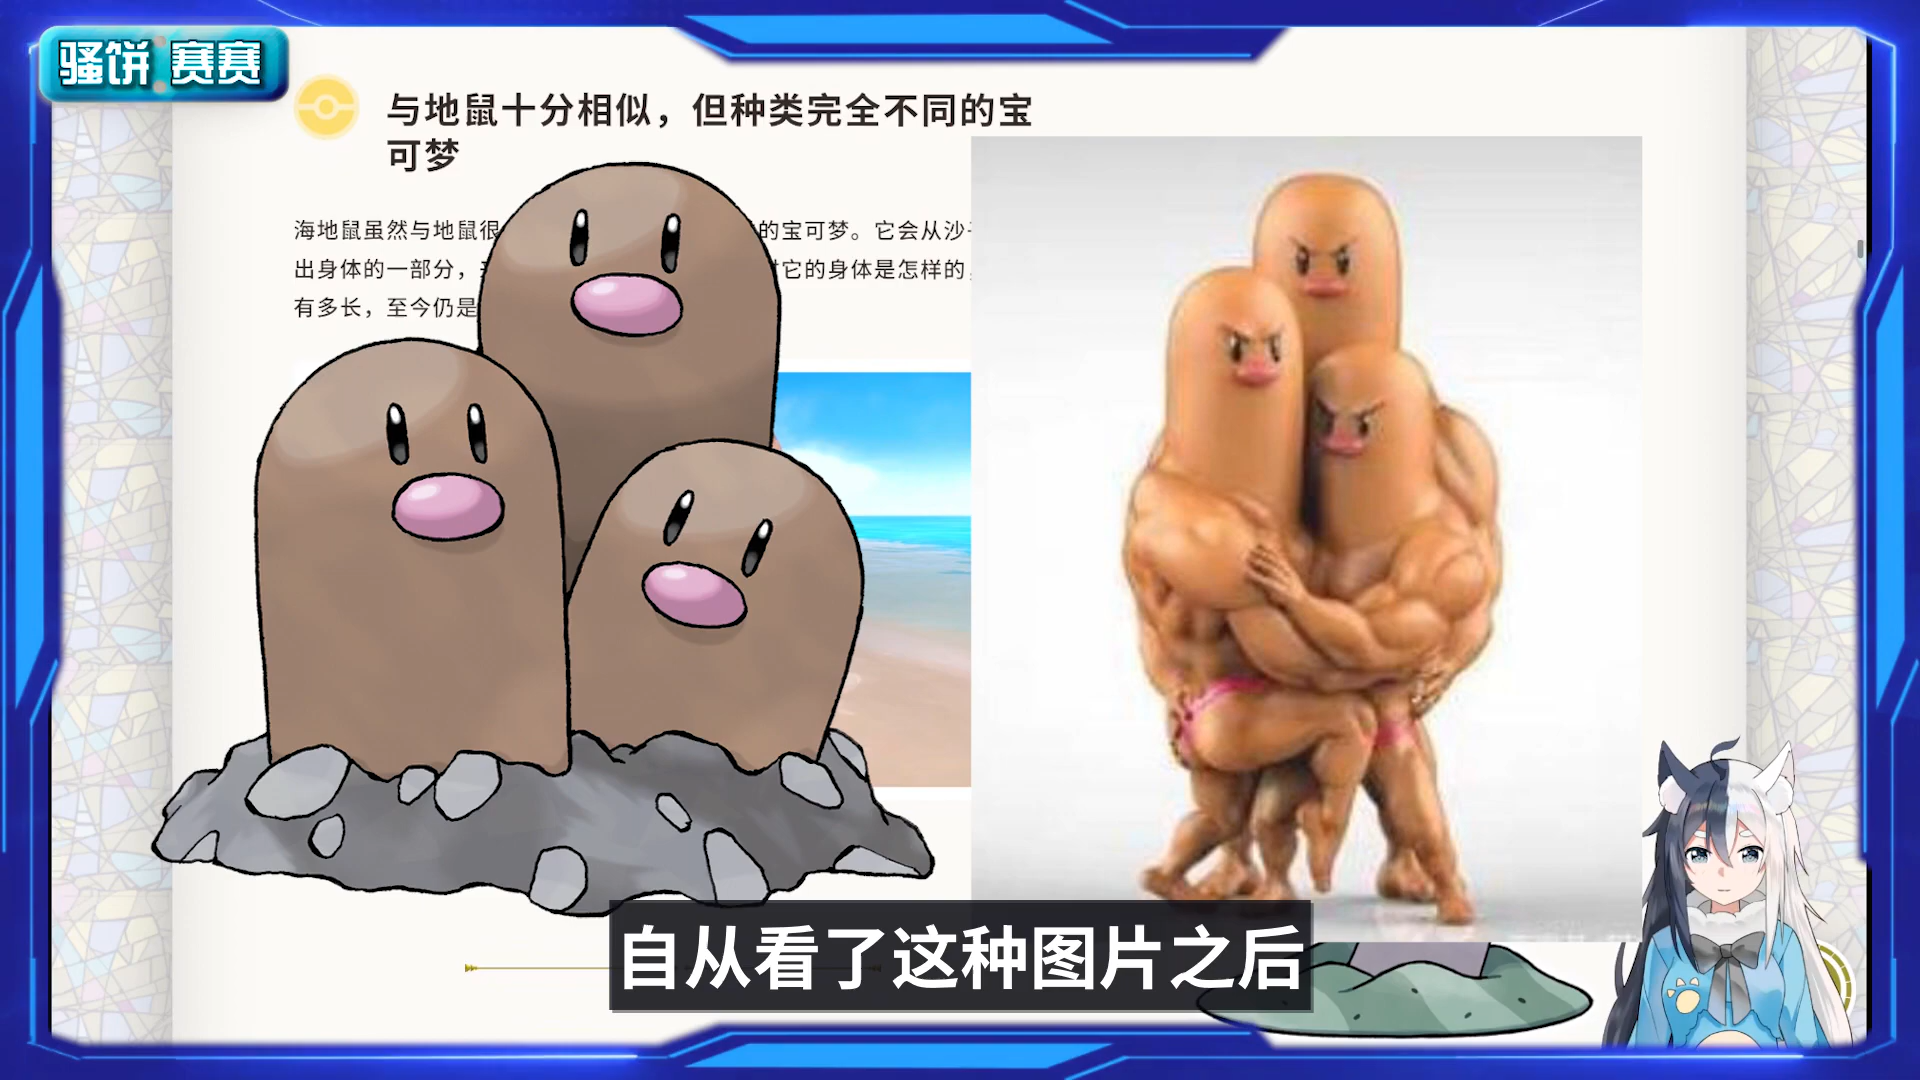 骚饼 赛赛
与地鼠十分相似，但种类完全不同的宝
可梦
海地鼠虽然与地鼠很
的宝可梦。它会从沙
出身体的一部分，
它的身体是怎样的
有多长，至今仍是
自从看了这种图片之后